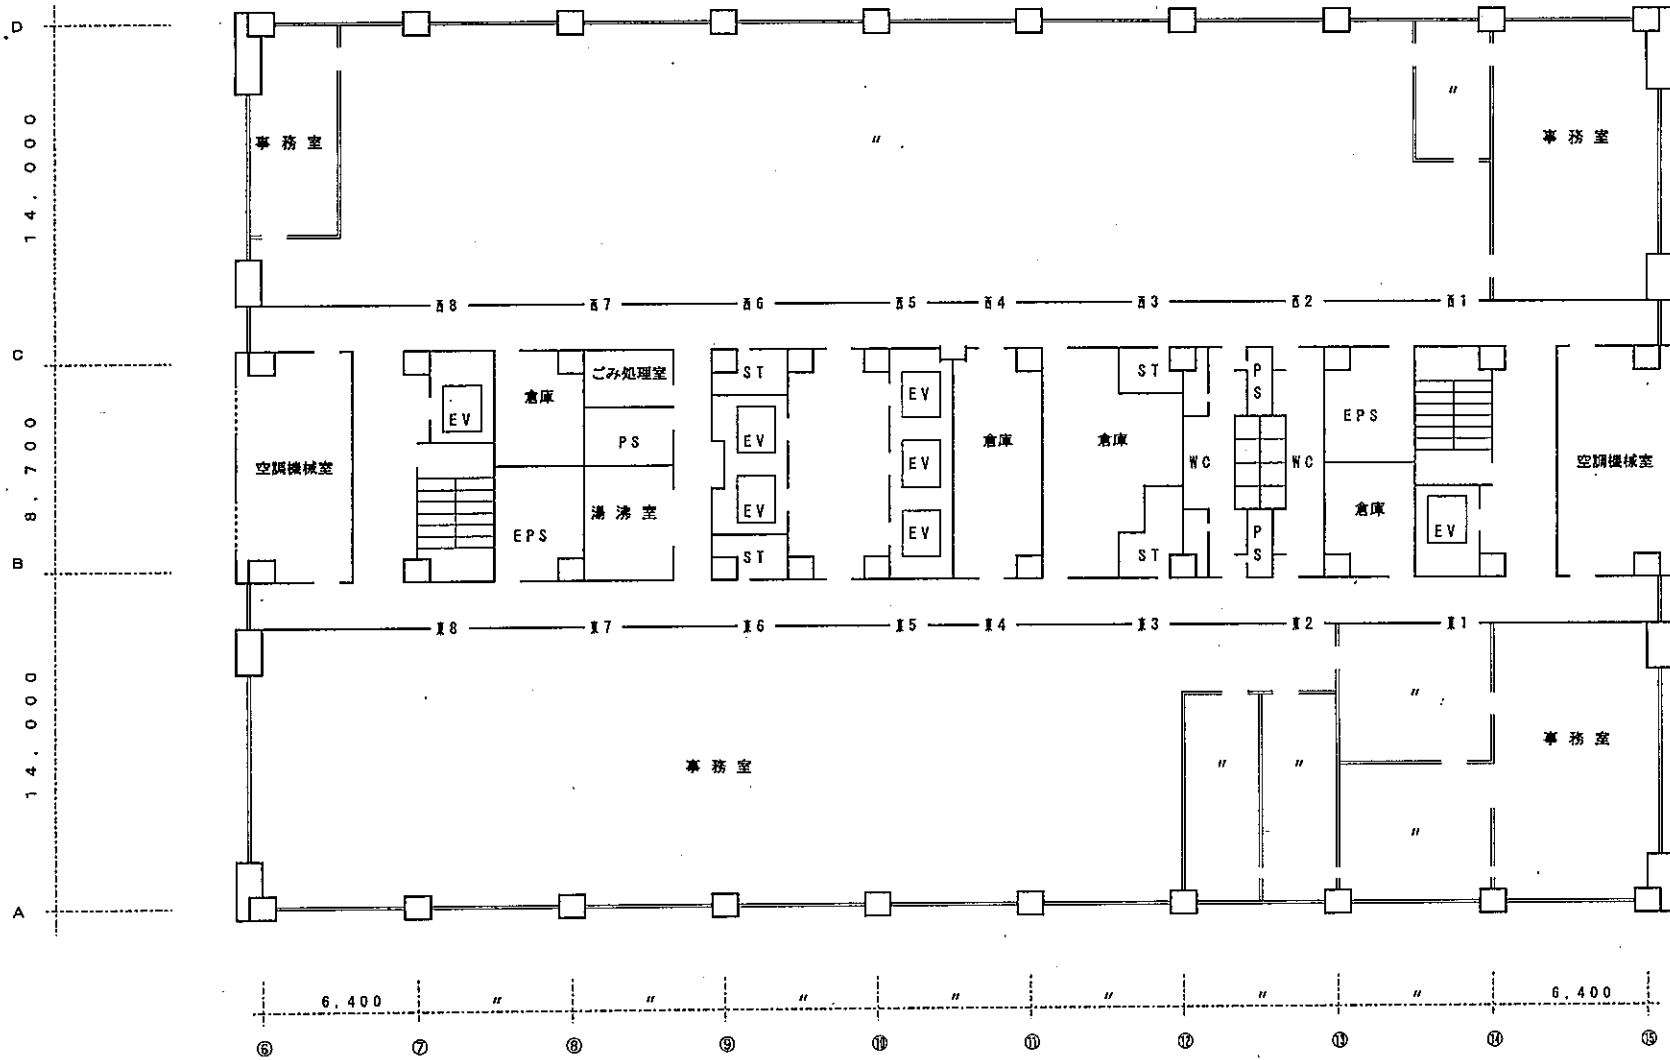 D
14,000
C
8,700
B
14,000
A
事務室
〃
〃
事務室
西8
西7
西6
西5
西4
西3
西2
西1
空調機械室
EV
倉庫
ごみ処理室
PS
湯沸室
EPS
ST
EV
EV
ST
EV
EV
EV
倉庫
倉庫
ST
ST
WC
PS
PS
WC
EPS
倉庫
EV
空調機械室
東8
東7
東6
東5
東4
東3
東2
東1
事務室
〃
〃
〃
〃
事務室
6,400
〃
〃
〃
〃
〃
〃
〃
6,400
⑥
⑦
⑧
⑨
⑩
⑪
⑫
⑬
⑭
⑮